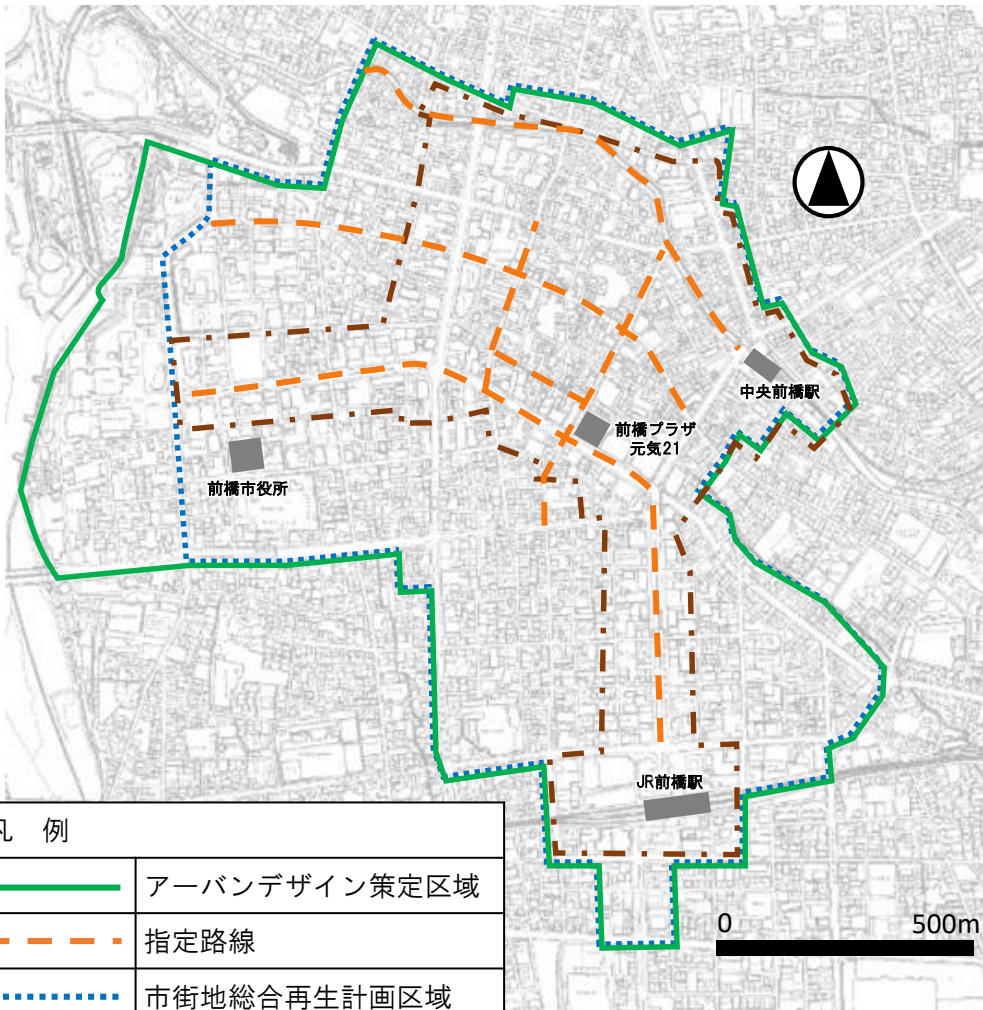 中央前橋駅
前橋プラザ
元気21
前橋市役所
JR前橋駅
凡 例
アーバンデザイン策定区域
指定路線
市街地総合再生計画区域
0 500m